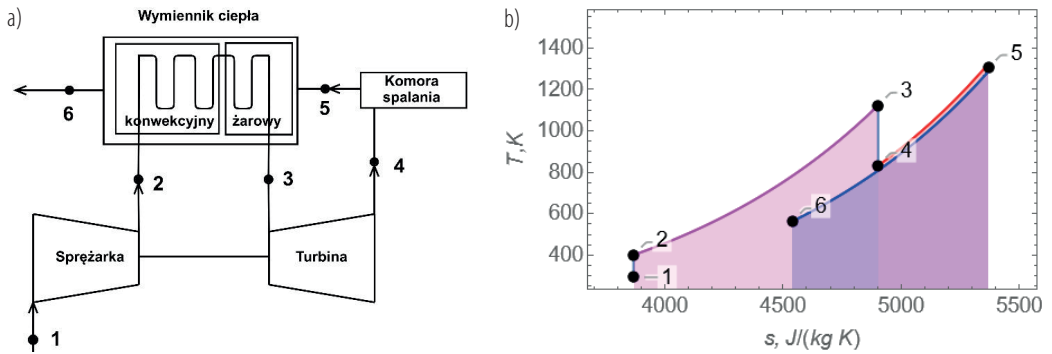 a)
Wymiennik ciepła
konwekcyjny
żarowy
Komora
spalania
6
5
2
3
4
Sprężarka
Turbina
1
b)
T,K
1400
1200
1000
800
600
400
5
3
4
6
2
1
4000
4500
5000
5500
s, J/(kg K)